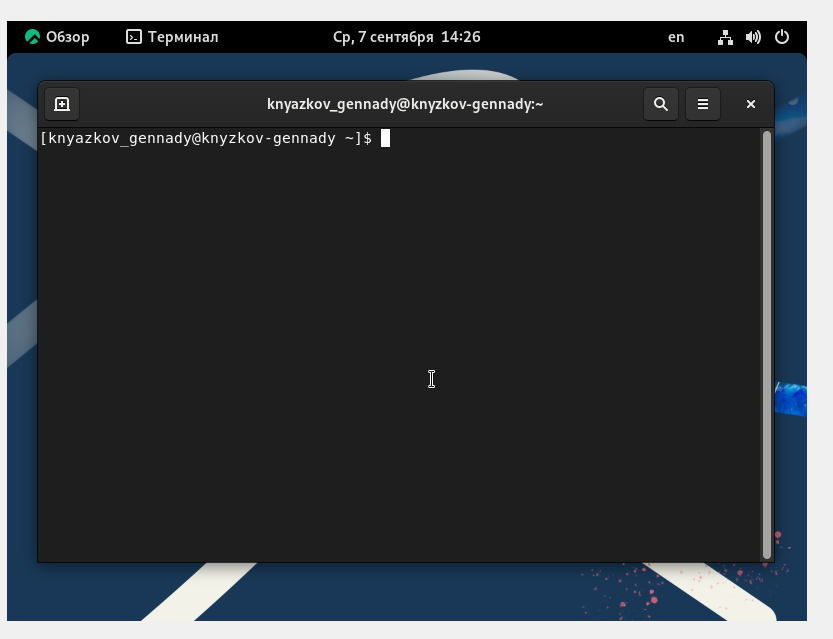 Обзор Терминал Ср, 7 сентября 14:26 en
knyazkov_gennady@knyzkov-gennady:~
[knyazkov_gennady@knyzkov-gennady ~]$